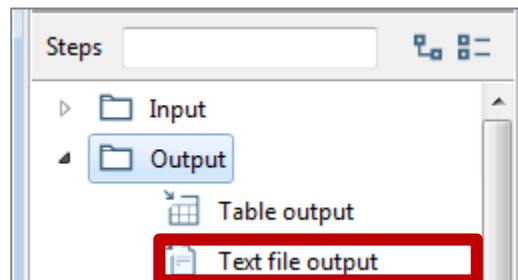 Steps
Input
Output
Table output
Text file output